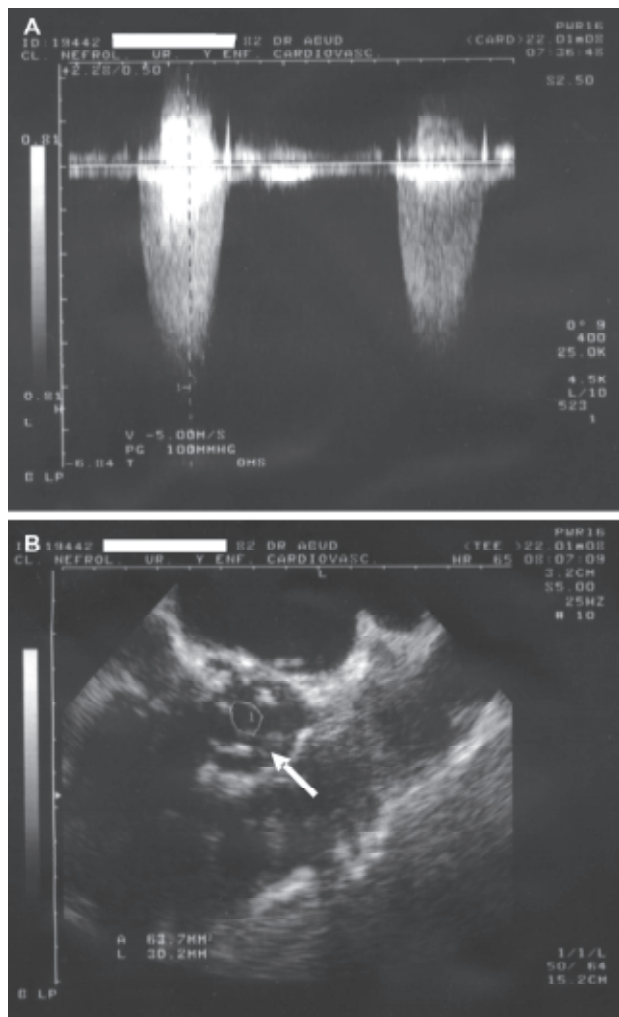 A
PWR16
ID:19442 82 DR ABUD <CARD>22.01m08
CL. NEFROL. UR. Y ENF. CARDIOVASC. 07:36:48
+2.28/0.50
S2.50
0.81
0° 9
400
25.0K
4.5K
0.81
L/10
523
L
1
V -5.00M/S
PG 100MMHG
-6.84 T 0MS
B LP
B
PWR16
ID:19442 82 DR ABUD <TEE >22.01m08
CL. NEFROL. UR. Y ENF. CARDIOVASC. HR 65 08:07:09
3.2CM
S5.00
25HZ
# 10
L
1
A 63.7MM²
L 30.2MM
1/1/L
50/ 64
15.2CM
B LP